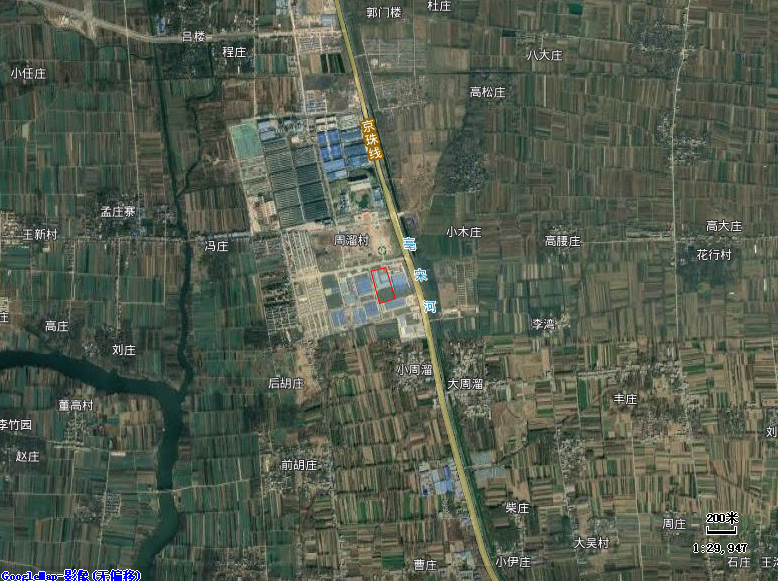 杜庄
郭门楼
吕楼
程庄
八大庄
小任庄
高松庄
京珠线
孟庄寨
王新村
冯庄
周溜村
亳宋河
小木庄
高腰庄
高大庄
花行村
庄
高庄
刘庄
李湾
后胡庄
小周溜
大周溜
董高村
丰庄
李竹园
刘
赵庄
前胡庄
柴庄
周庄
200米
1:29,947
大吴村
曹庄
小伊庄
石庄
王
GoogleMap 影像(无偏移)